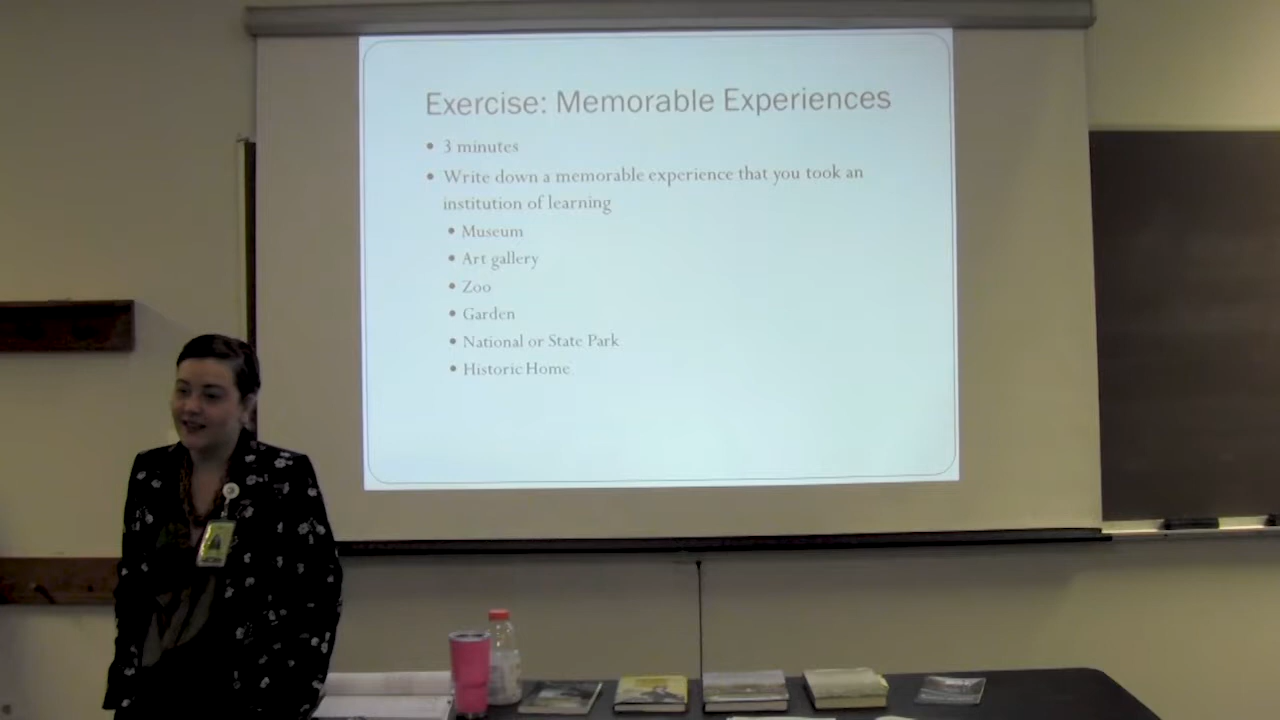 Exercise: Memorable Experiences
• 3 minutes
• Write down a memorable experience that you took an
institution of learning
• Museum
• Art gallery
• Zoo
• Garden
• National or State Park
• Historic Home